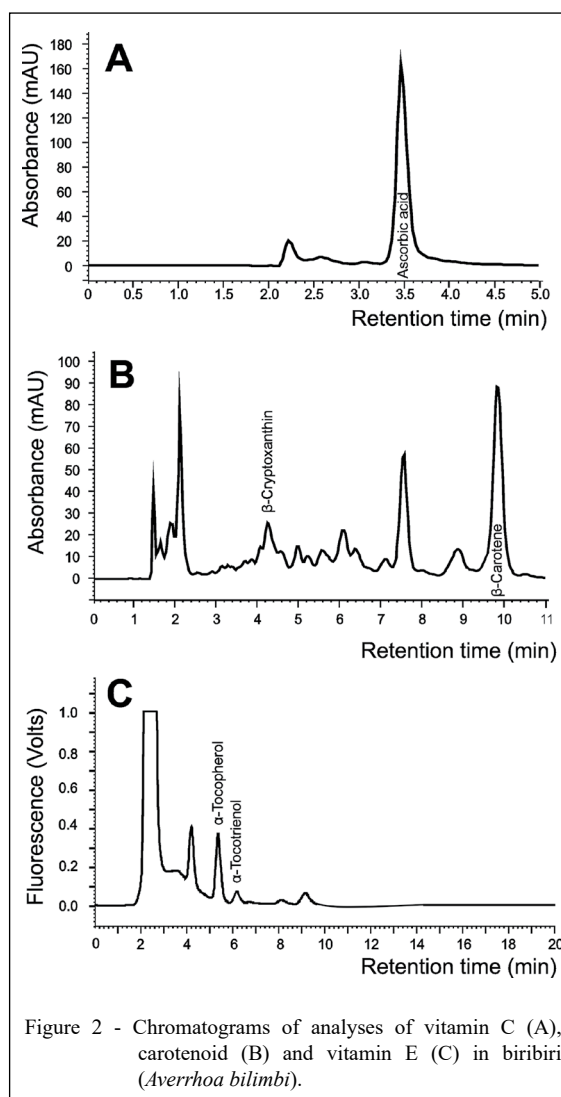 A
Absorbance (mAU)
180
160
140
120
100
80
60
40
20
0
Ascorbic acid
0 0.5 1.0 1.5 2.0 2.5 3.0 3.5 4.0 4.5 5.0
Retention time (min)
B
Absorbance (mAU)
100
90
80
70
60
50
40
30
20
10
0
β-Cryptoxanthin
β-Carotene
0 1 2 3 4 5 6 7 8 9 10 11
Retention time (min)
C
Fluorescence (Volts)
1.0
0.8
0.6
0.4
0.2
0.0
α-Tocopherol
α-Tocotrienol
0 2 4 6 8 10 12 14 16 18 20
Retention time (min)
Figure 2 - Chromatograms of analyses of vitamin C (A),
carotenoid (B) and vitamin E (C) in biribiri
(Averrhoa bilimbi).